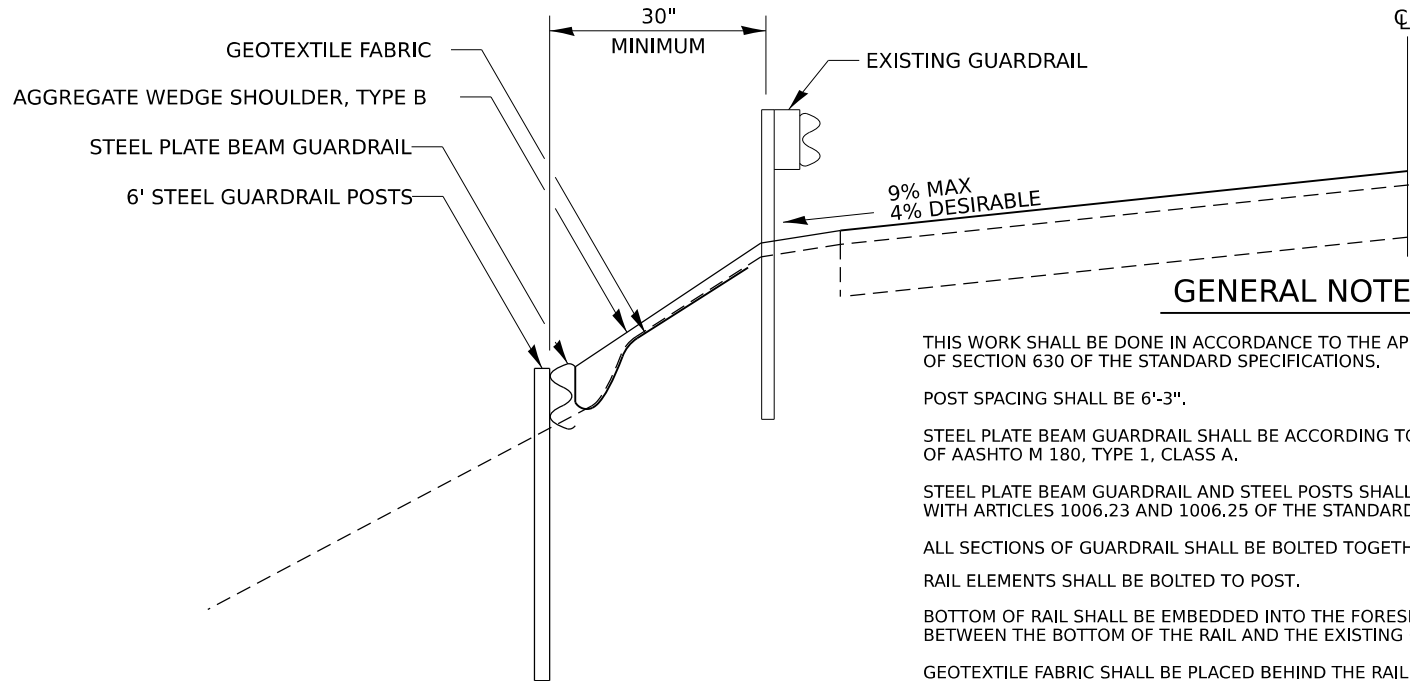 30"
MINIMUM
℄
GEOTEXTILE FABRIC
EXISTING GUARDRAIL
AGGREGATE WEDGE SHOULDER, TYPE B
STEEL PLATE BEAM GUARDRAIL
6' STEEL GUARDRAIL POSTS
9% MAX
4% DESIRABLE
GENERAL NOTE
THIS WORK SHALL BE DONE IN ACCORDANCE TO THE AP
OF SECTION 630 OF THE STANDARD SPECIFICATIONS.
POST SPACING SHALL BE 6'-3".
STEEL PLATE BEAM GUARDRAIL SHALL BE ACCORDING TO
OF AASHTO M 180, TYPE 1, CLASS A.
STEEL PLATE BEAM GUARDRAIL AND STEEL POSTS SHALL
WITH ARTICLES 1006.23 AND 1006.25 OF THE STANDARD
ALL SECTIONS OF GUARDRAIL SHALL BE BOLTED TOGETH
RAIL ELEMENTS SHALL BE BOLTED TO POST.
BOTTOM OF RAIL SHALL BE EMBEDDED INTO THE FORES
BETWEEN THE BOTTOM OF THE RAIL AND THE EXISTING
GEOTEXTILE FABRIC SHALL BE PLACED BEHIND THE RAIL